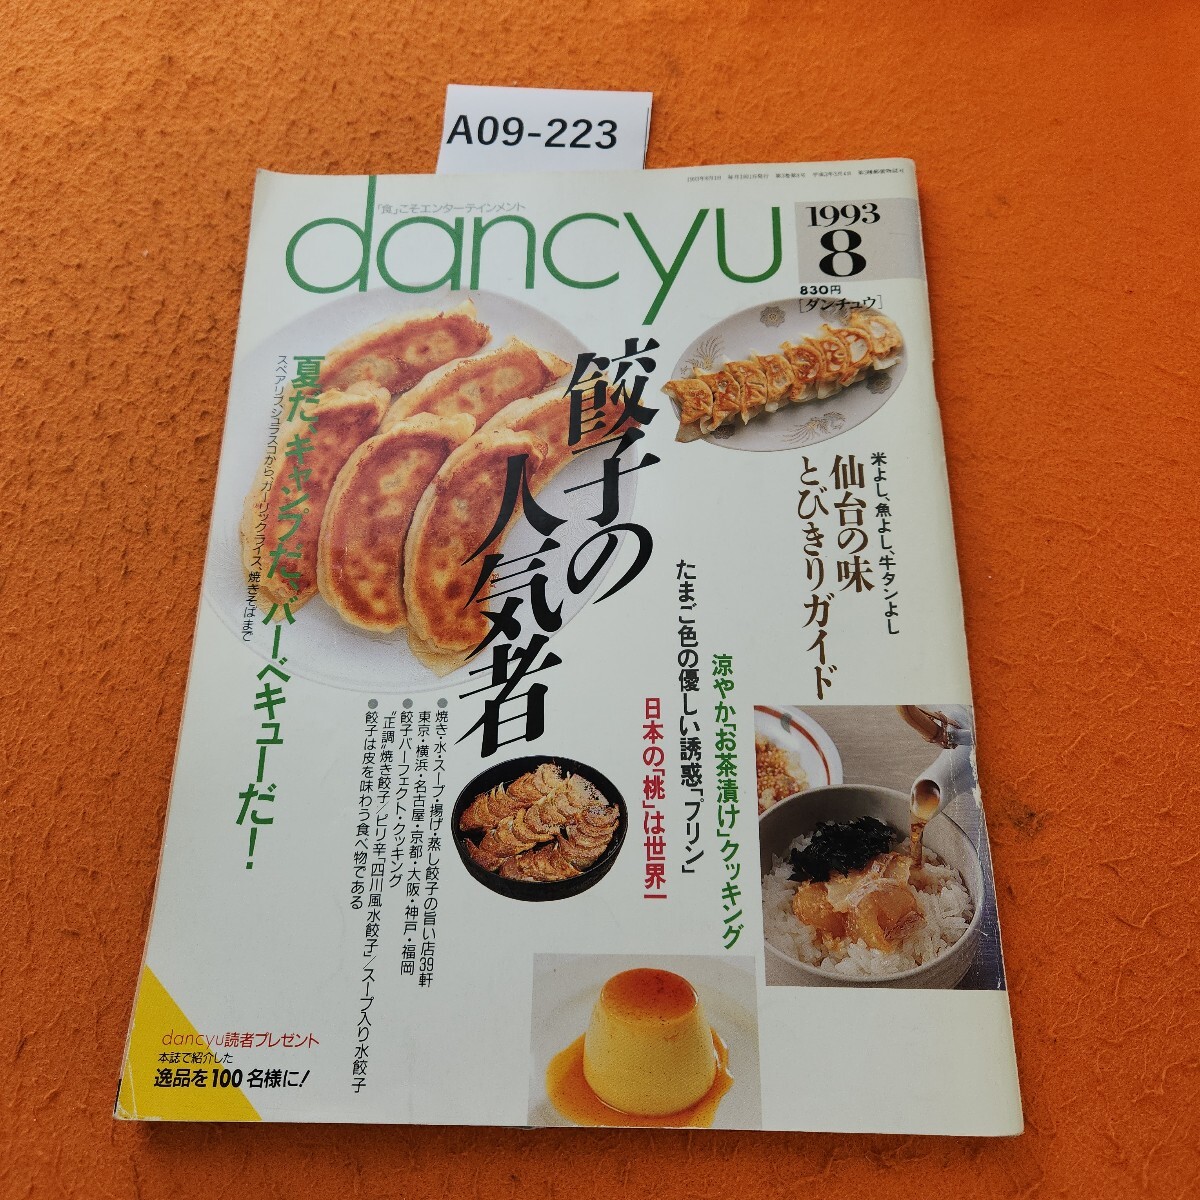 A09-223
「食」こそエンターテインメント
dancyu
1993
8
830円
[ダンチュウ]
餃子の
人気者
夏だ、キャンプだ、バーベキューだ!
スペアリブ、シュラスコから、ガーリックライス、焼きそばまで
米よし、魚よし、牛タンよし
仙台の味
とびきりガイド
涼やか「お茶漬け」クッキング
たまご色の優しい誘惑「プリン」
日本の「桃」は世界一
●焼き・水・スープ・揚げ・蒸し餃子の旨い店39軒
東京・横浜・名古屋・京都・大阪・神戸・福岡
●餃子パーフェクト・クッキング
“正調”焼き餃子/ピリ辛「四川風水餃子」/スープ入り水餃子
●餃子は皮を味わう食べ物である
dancyu読者プレゼント
本誌で紹介した
逸品を100名様に!